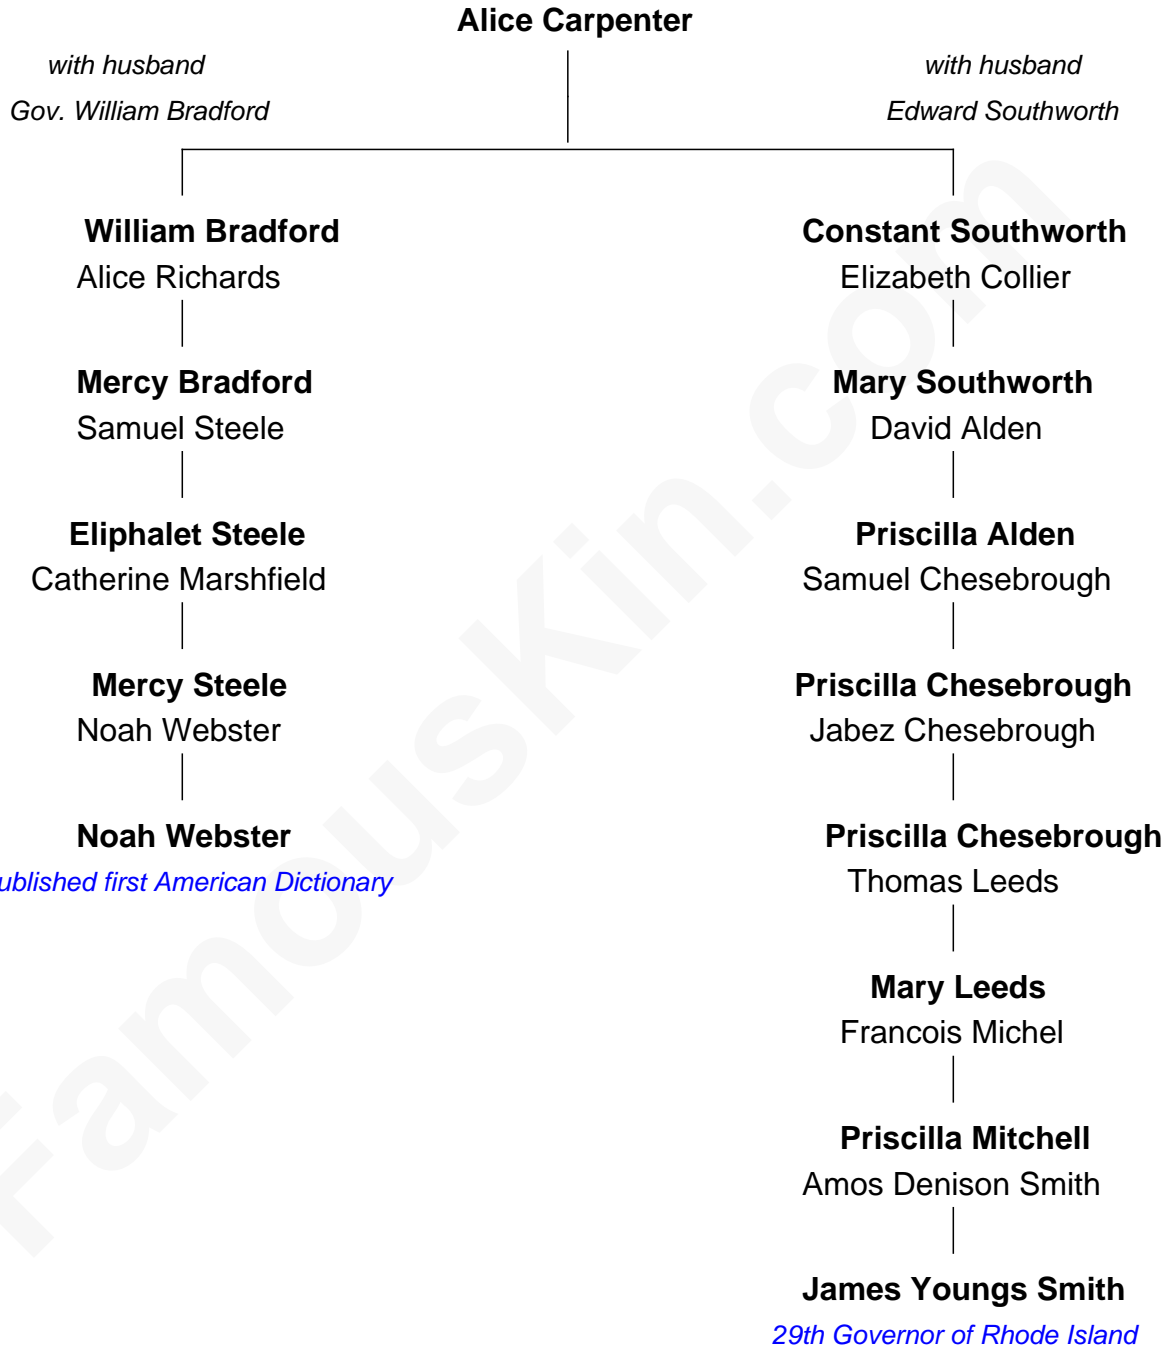 Alice Carpenter
with husband
Gov. William Bradford
with husband
Edward Southworth
William Bradford
Alice Richards
Mercy Bradford
Samuel Steele
Eliphalet Steele
Catherine Marshfield
Mercy Steele
Noah Webster
Noah Webster
ublished first American Dictionary
Constant Southworth
Elizabeth Collier
Mary Southworth
David Alden
Priscilla Alden
Samuel Chesebrough
Priscilla Chesebrough
Jabez Chesebrough
Priscilla Chesebrough
Thomas Leeds
Mary Leeds
Francois Michel
Priscilla Mitchell
Amos Denison Smith
James Youngs Smith
29th Governor of Rhode Island
FamousKin.com